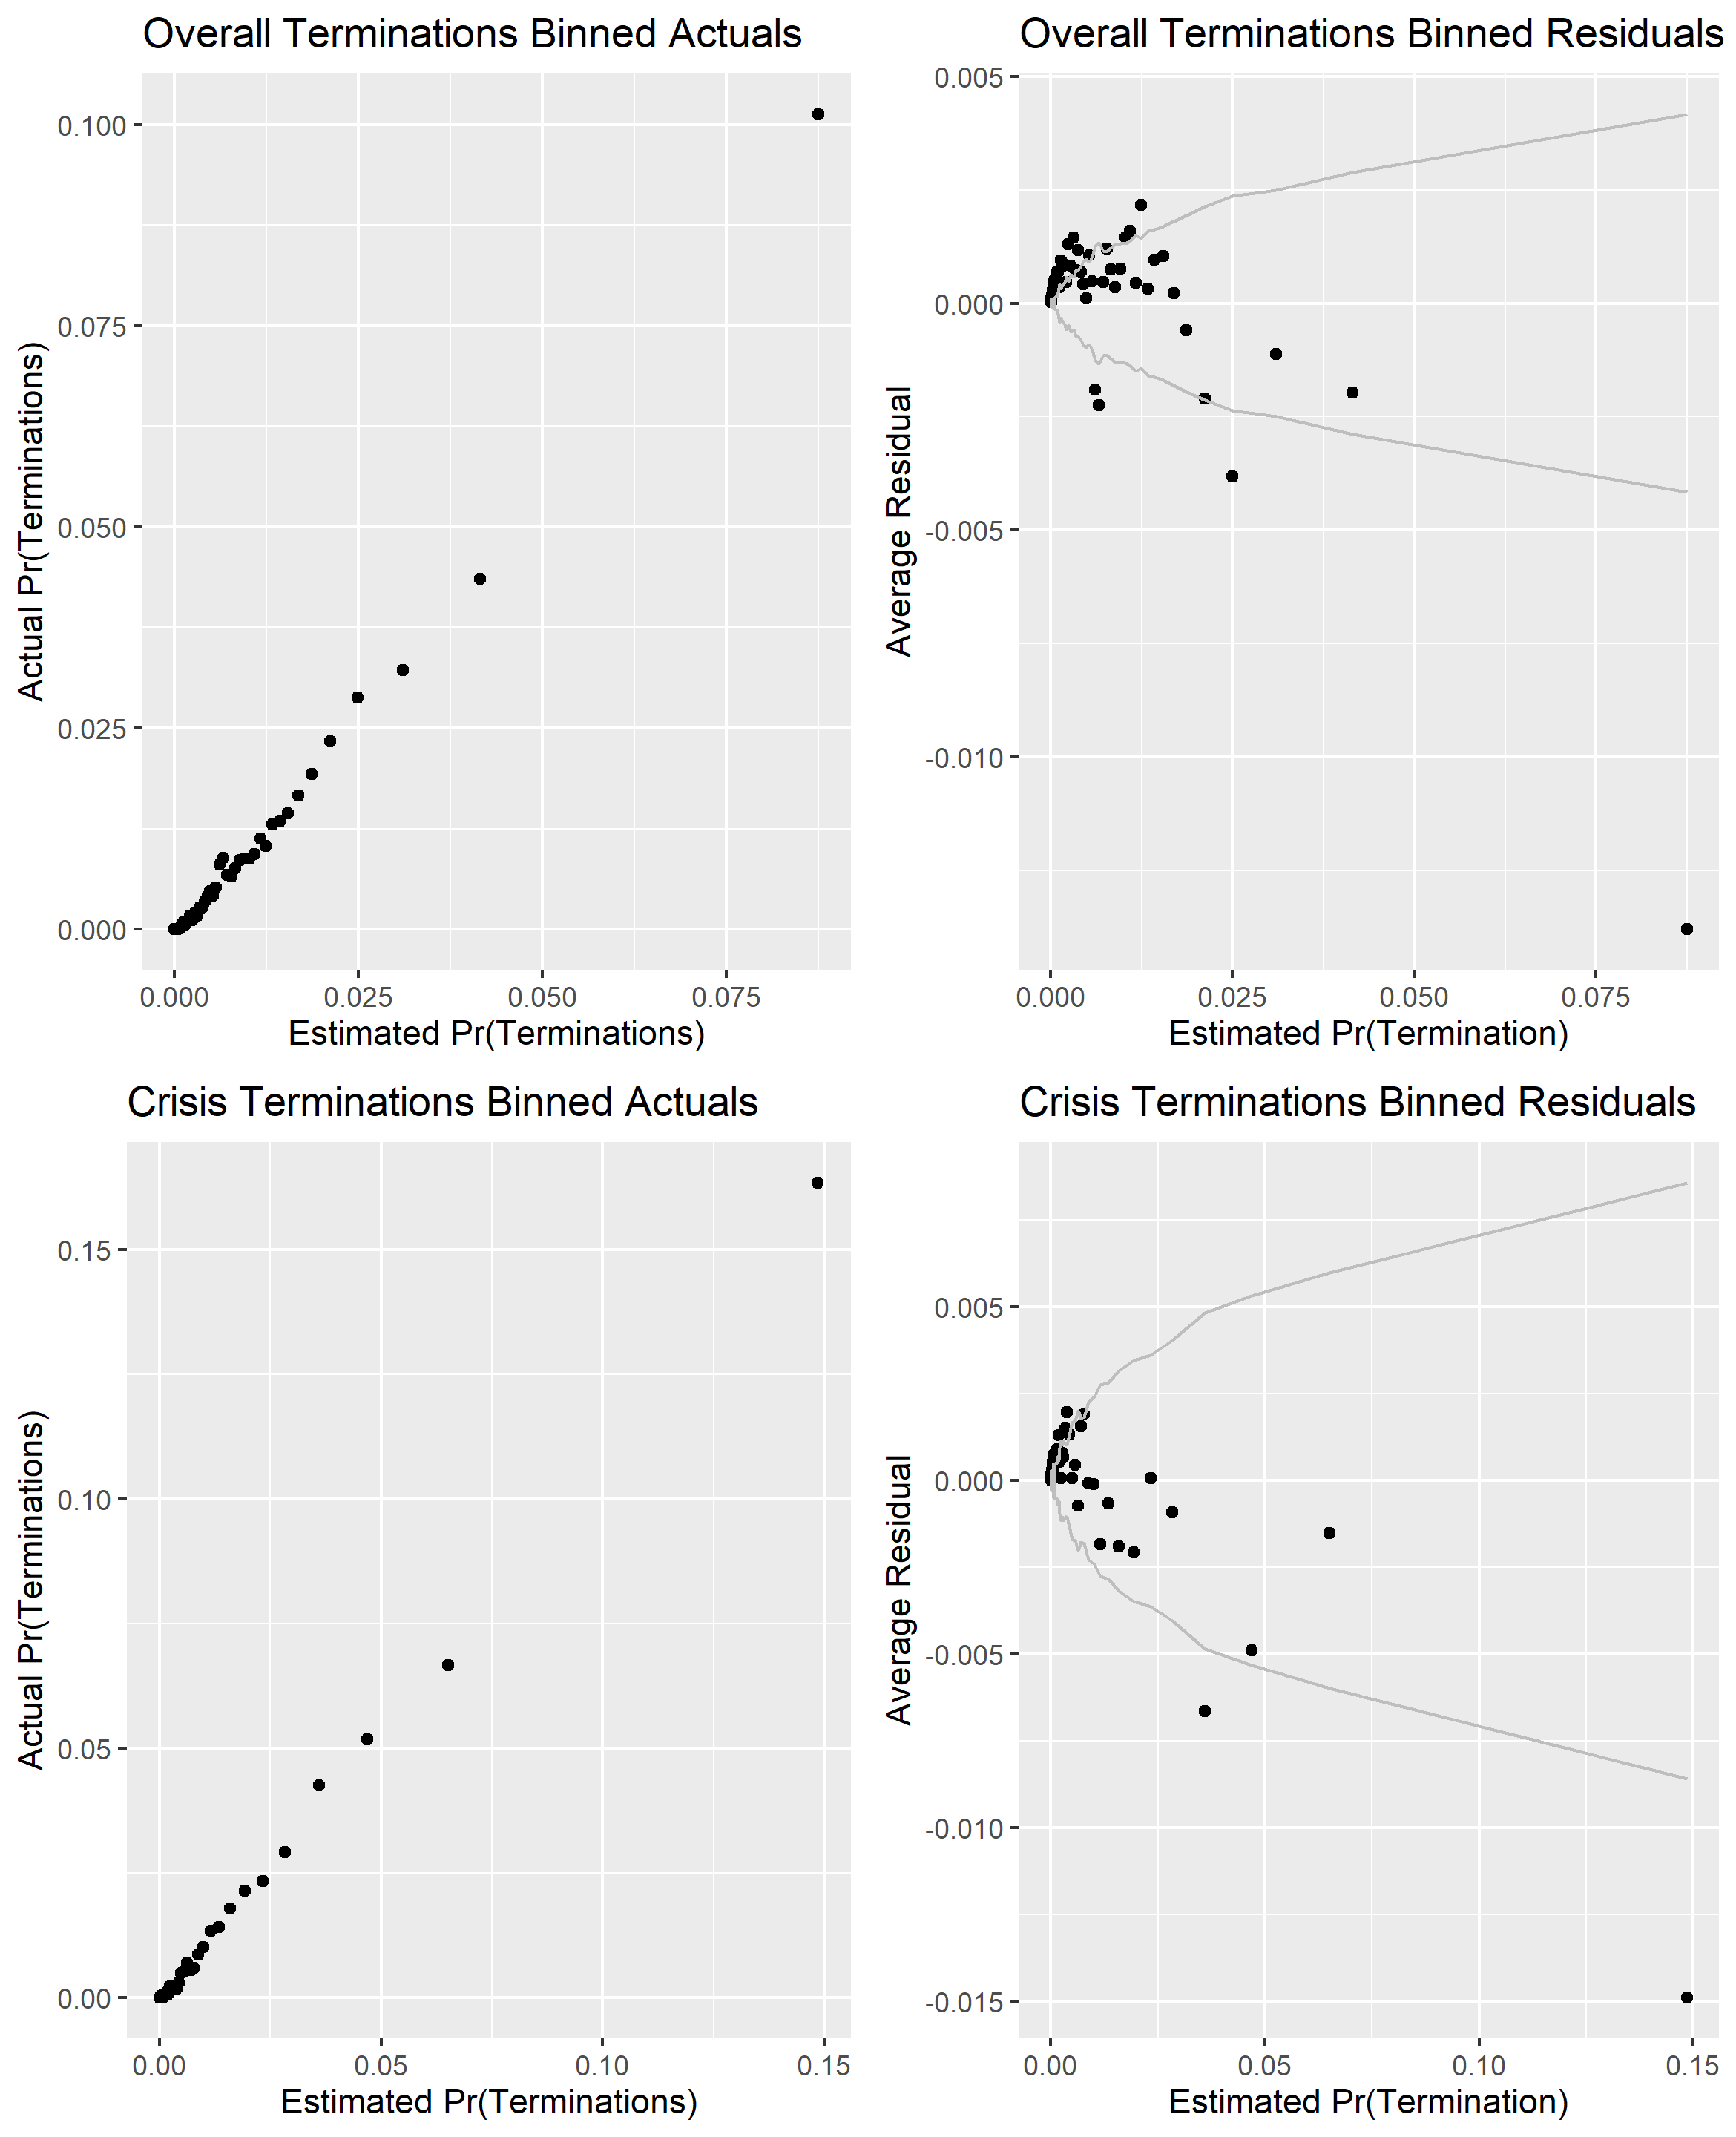 Overall Terminations Binned Actuals
Actual Pr(Terminations)
0.100
0.075
0.050
0.025
0.000
0.000 0.025 0.050 0.075
Estimated Pr(Terminations)
Overall Terminations Binned Residuals
Average Residual
0.005
0.000
-0.005
-0.010
0.000 0.025 0.050 0.075
Estimated Pr(Termination)
Crisis Terminations Binned Actuals
Actual Pr(Terminations)
0.15
0.10
0.05
0.00
0.00 0.05 0.10 0.15
Estimated Pr(Terminations)
Crisis Terminations Binned Residuals
Average Residual
0.005
0.000
-0.005
-0.010
-0.015
0.00 0.05 0.10 0.15
Estimated Pr(Termination)